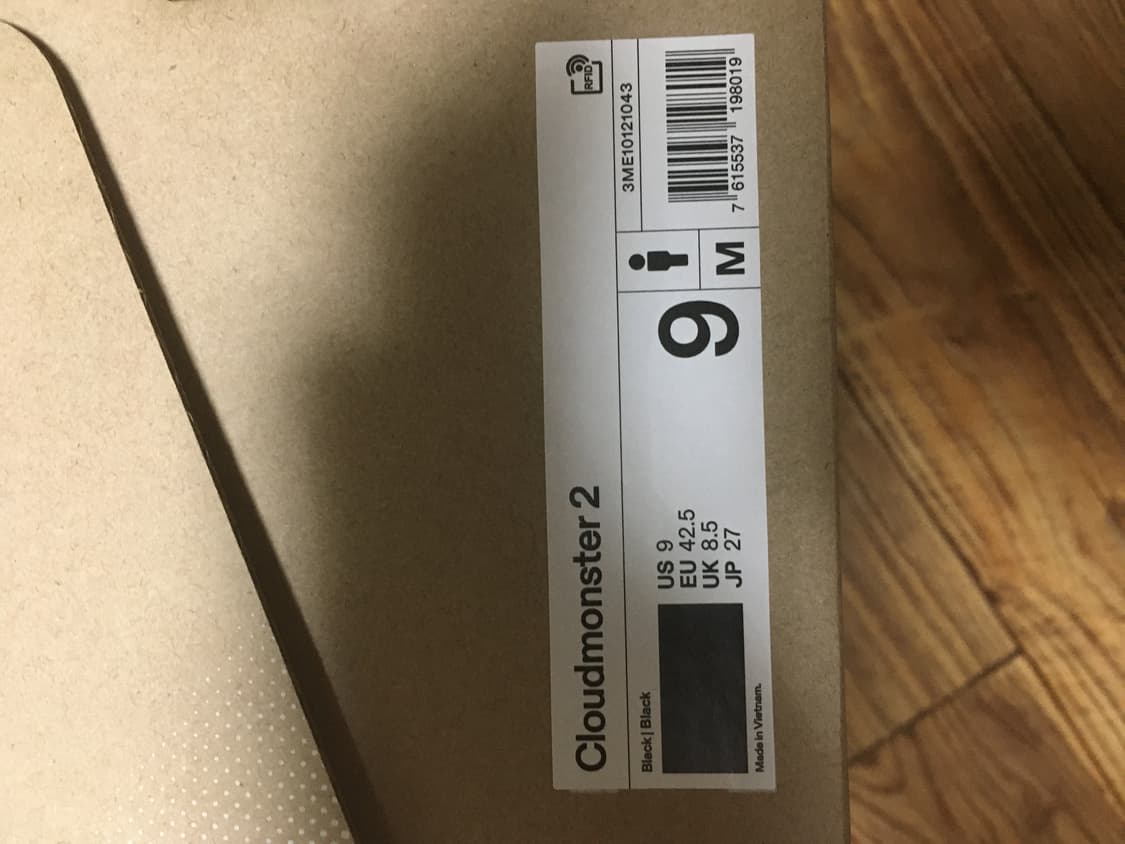 Cloudmonster 2
RFID
Black | Black
3ME10121043
US 9
EU 42.5
UK 8.5
JP 27
9
M
7 615537 198019
Made in Vietnam.